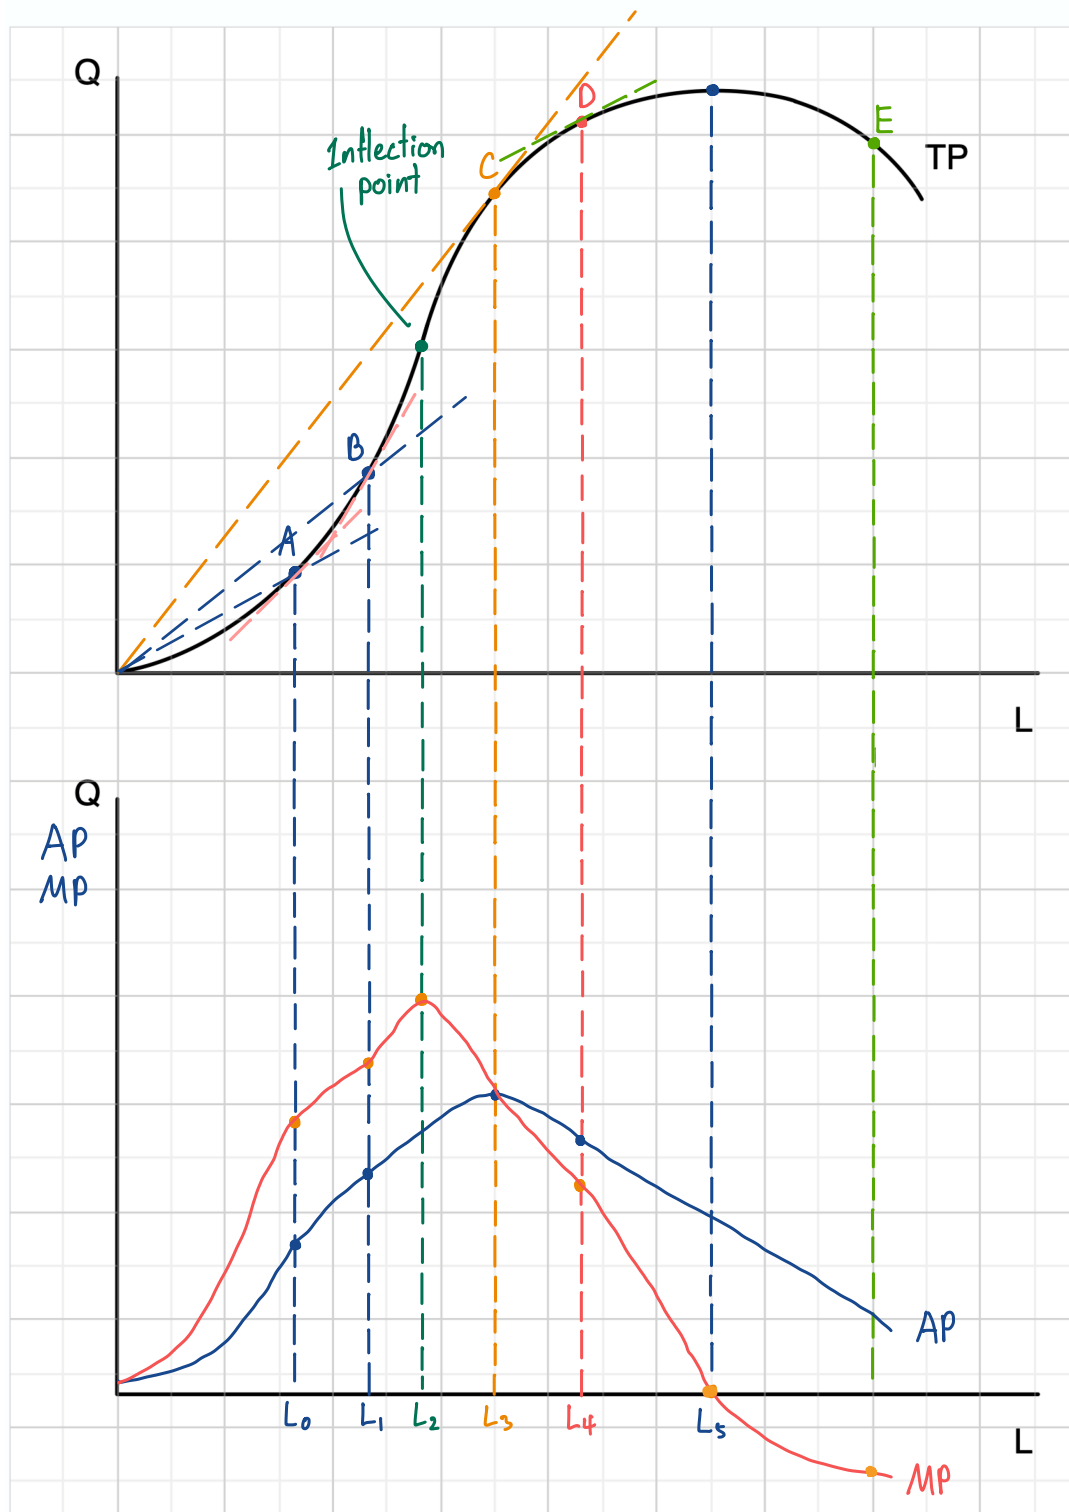 Q
D
E
Inflection
point
C
TP
B
A
L
Q
AP
MP
AP
L₀
L₁
L₂
L₃
L₄
L₅
L
MP